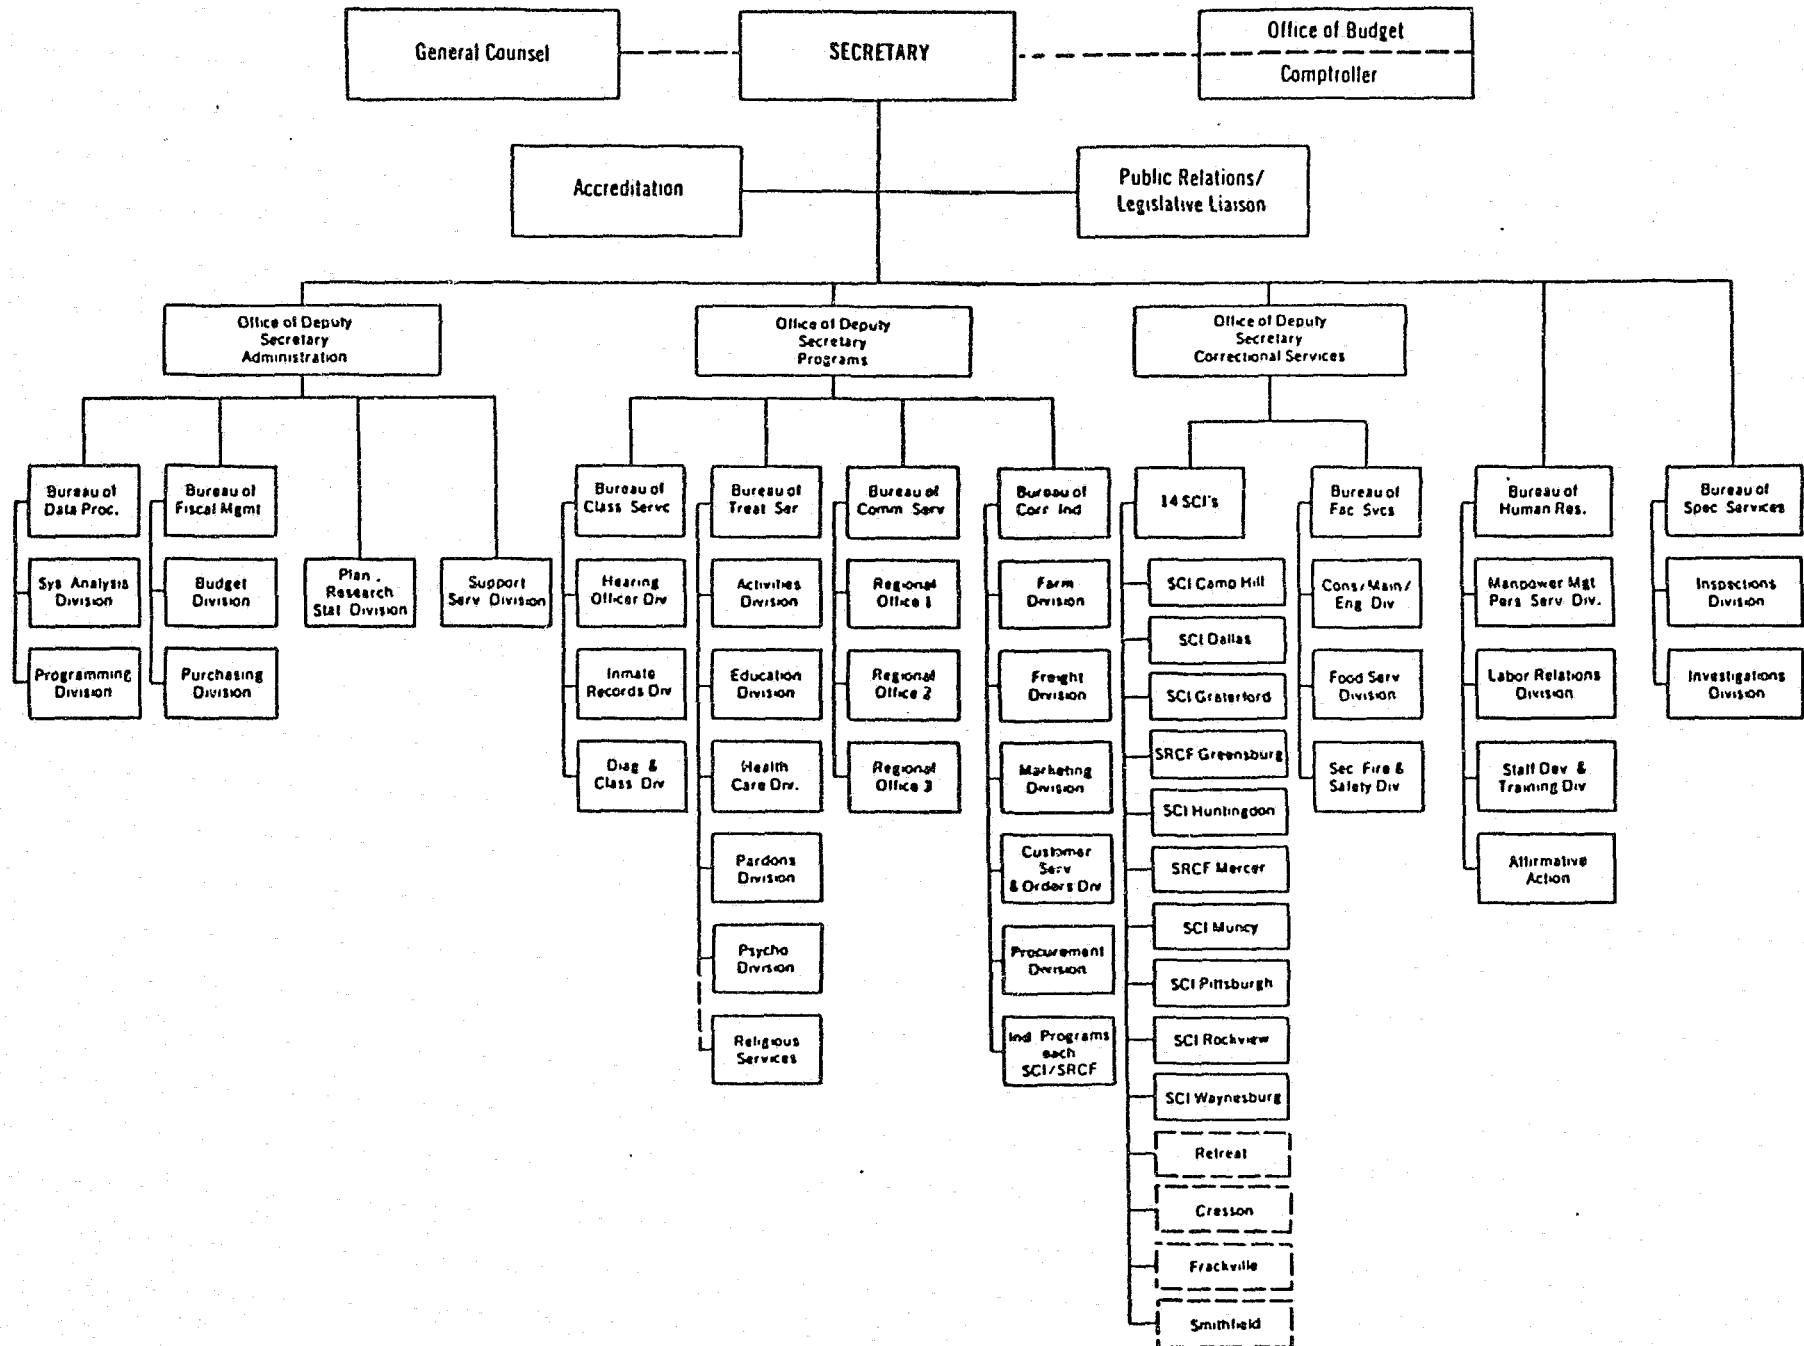 General Counsel
SECRETARY
Office of Budget
Comptroller
Accreditation
Public Relations/
Legislative Liaison
Office of Deputy
Secretary
Administration
Office of Deputy
Secretary
Programs
Office of Deputy
Secretary
Correctional Services
Bureau of
Data Proc.
Bureau of
Fiscal Mgmt
Bureau of
Class Servc
Bureau of
Treat Ser
Bureau of
Comm Serv
Bureau of
Corr Ind
14 SCI's
Bureau of
Fac Svcs
Bureau of
Human Res.
Bureau of
Spec Services
Sys Analysis
Division
Budget
Division
Plan.
Research
Stat Division
Support
Serv Division
Hearing
Officer Div
Activities
Division
Regional
Office 1
Farm
Division
SCI Camp Hill
Cons/Main/
Eng Div
Manpower Mgt
Pers Serv Div.
Inspections
Division
SCI Dallas
Programming
Division
Purchasing
Division
Inmate
Records Div
Education
Division
Regional
Office 2
Freight
Division
SCI Graterford
Food Serv
Division
Labor Relations
Division
Investigations
Division
SRCF Greensburg
Diag &
Class Div
Health
Care Div.
Regional
Office 3
Marketing
Division
SCI Huntingdon
Sec Fire &
Safety Div
Staff Dev &
Training Div
Pardons
Division
Customer
Serv
& Orders Div
SRCF Mercer
Affirmative
Action
SCI Muncy
Psycho
Division
Procurement
Division
SCI Pittsburgh
Religious
Services
Ind Programs
each
SCI/SRCF
SCI Rockview
SCI Waynesburg
Retreat
Cresson
Frackville
Smithfield